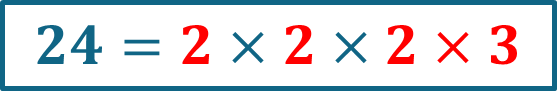 24 = 2 × 2 × 2 × 3